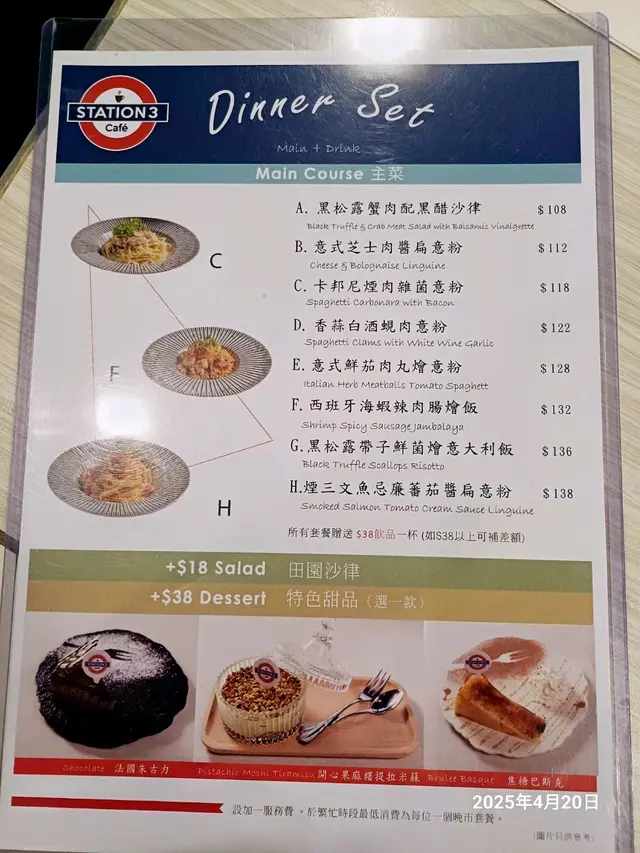 STATION3
Café
Dinner Set
Main + Drink
Main Course 主菜
A. 黑松露蟹肉配黑醋沙律 $108
Black Truffle & Crab Meat Salad with Balsamic Vinaigrette
B. 意式芝士肉醬扁意粉 $112
Cheese & Bolognaise Linguine
C. 卡邦尼煙肉雜菌意粉 $118
Spaghetti Carbonara with Bacon
D. 香蒜白酒蜆肉意粉 $122
Spaghetti Clams with White Wine Garlic
E. 意式鮮茄肉丸燴意粉 $128
Italian Herb Meatballs Tomato Spaghett
F. 西班牙海蝦辣肉腸燴飯 $132
Shrimp Spicy Sausage Jambalaya
G. 黑松露帶子鮮菌燴意大利飯 $136
Black Truffle Scallops Risotto
H. 煙三文魚忌廉蕃茄醬扁意粉 $138
Smoked Salmon Tomato Cream Sauce Linguine
C
F
H
所有套餐贈送 $38飲品一杯 (如$38以上可補差額)
+$18 Salad 田園沙律
+$38 Dessert 特色甜品（選一款）
Chocolate 法國朱古力
Pistachio Mochi Tiramisu 開心果麻糬提拉米蘇
Brulee Basque 焦糖巴斯克
設加一服務費。於繁忙時段最低消費為每位一個晚市套餐。
2025年4月20日
(圖片只供參考)